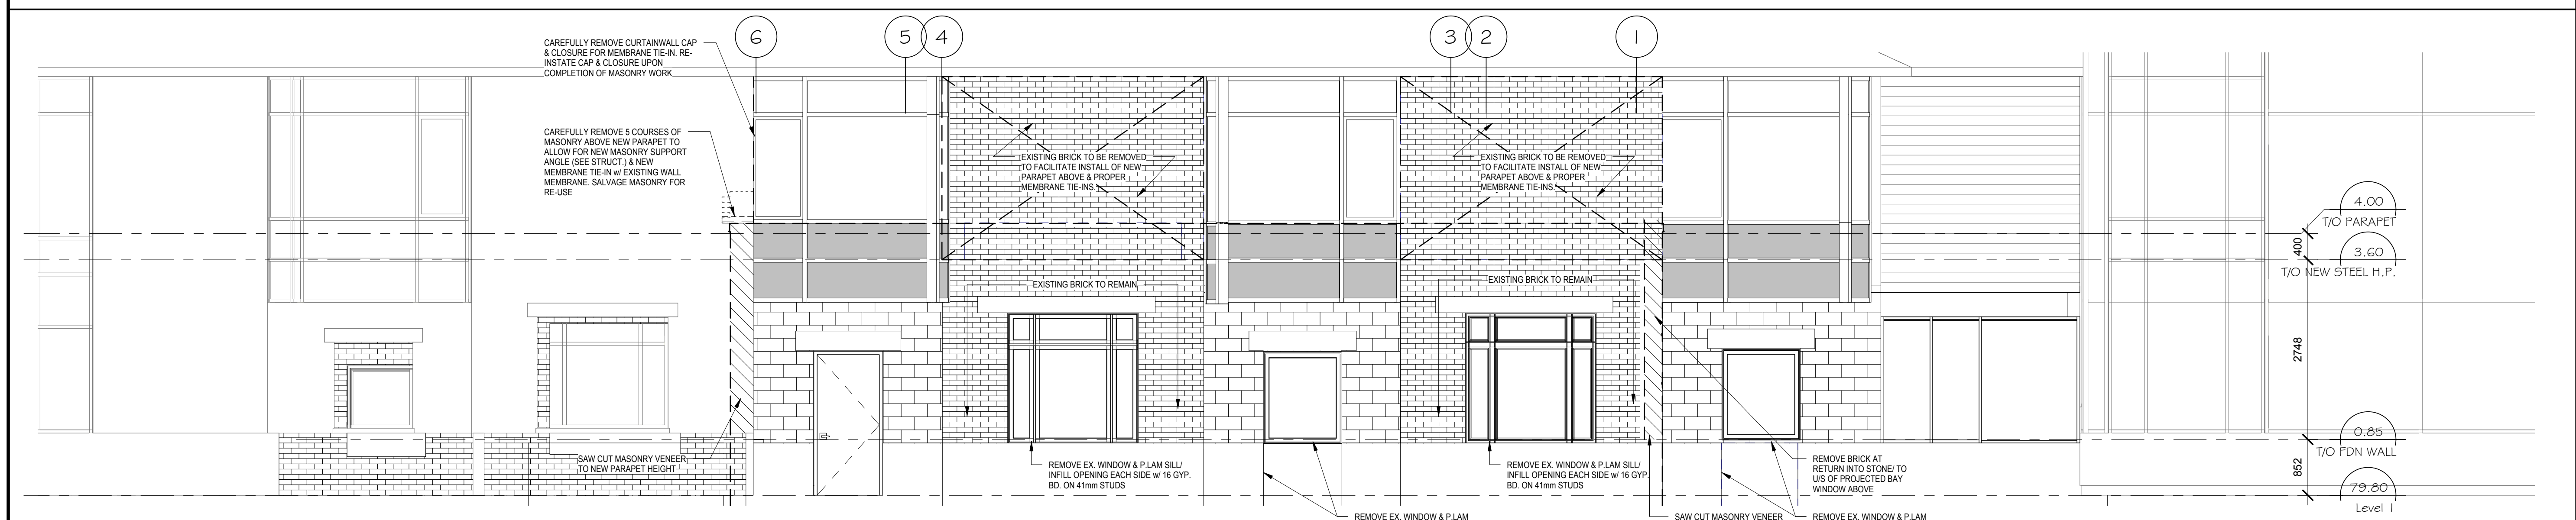 6
5
4
3
2
1
CAREFULLY REMOVE CURTAINWALL CAP
& CLOSURE FOR MEMBRANE TIE-IN. RE-
INSTATE CAP & CLOSURE UPON
COMPLETION OF MASONRY WORK
CAREFULLY REMOVE 5 COURSES OF
MASONRY ABOVE NEW PARAPET TO
ALLOW FOR NEW MASONRY SUPPORT
ANGLE (SEE STRUCT.) & NEW
MEMBRANE TIE-IN w/ EXISTING WALL
MEMBRANE. SALVAGE MASONRY FOR
RE-USE
EXISTING BRICK TO BE REMOVED
TO FACILITATE INSTALL OF NEW
PARAPET ABOVE & PROPER
MEMBRANE TIE-INS.
EXISTING BRICK TO BE REMOVED
TO FACILITATE INSTALL OF NEW
PARAPET ABOVE & PROPER
MEMBRANE TIE-INS.
4.00
T/O PARAPET
400
3.60
T/O NEW STEEL H.P.
EXISTING BRICK TO REMAIN
EXISTING BRICK TO REMAIN
2748
0.85
T/O FDN WALL
852
79.80
Level 1
SAW CUT MASONRY VENEER
TO NEW PARAPET HEIGHT
REMOVE EX. WINDOW & P.LAM SILL/
INFILL OPENING EACH SIDE w/ 16 GYP.
BD. ON 41mm STUDS
REMOVE EX. WINDOW & P.LAM SILL/
INFILL OPENING EACH SIDE w/ 16 GYP.
BD. ON 41mm STUDS
REMOVE BRICK AT
RETURN INTO STONE/ TO
U/S OF PROJECTED BAY
WINDOW ABOVE
REMOVE EX. WINDOW & P.LAM
SAW CUT MASONRY VENEER
REMOVE EX. WINDOW & P.LAM